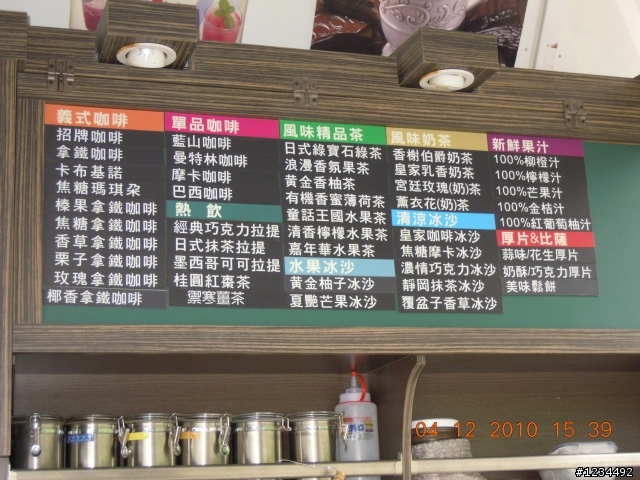 義式咖啡
招牌咖啡
拿鐵咖啡
卡布基諾
焦糖瑪琪朶
榛果拿鐵咖啡
焦糖拿鐵咖啡
香草拿鐵咖啡
栗子拿鐵咖啡
玫瑰拿鐵咖啡
椰香拿鐵咖啡
單品咖啡
藍山咖啡
曼特林咖啡
摩卡咖啡
巴西咖啡
熱 飲
經典巧克力拉提
日式抹茶拉提
墨西哥可可拉提
桂圓紅棗茶
禦寒薑茶
風味精品茶
日式綠寶石綠茶
浪漫香氛果茶
黃金香柚茶
有機香蜜薄荷茶
童話王國水果茶
清香檸檬水果茶
嘉年華水果茶
水果冰沙
黃金柚子冰沙
夏艷芒果冰沙
風味奶茶
香榭伯爵奶茶
皇家乳香奶茶
宮廷玫瑰(奶)茶
薰衣花(奶)茶
清涼冰沙
皇家咖啡冰沙
焦糖摩卡冰沙
濃情巧克力冰沙
靜岡抹茶冰沙
覆盆子香草冰沙
新鮮果汁
100%柳橙汁
100%檸檬汁
100%芒果汁
100%金桔汁
100%紅葡萄柚汁
厚片&比薩
蒜味/花生厚片
奶酥/巧克力厚片
美味鬆餅
04 12 2010 15 39
#1234492